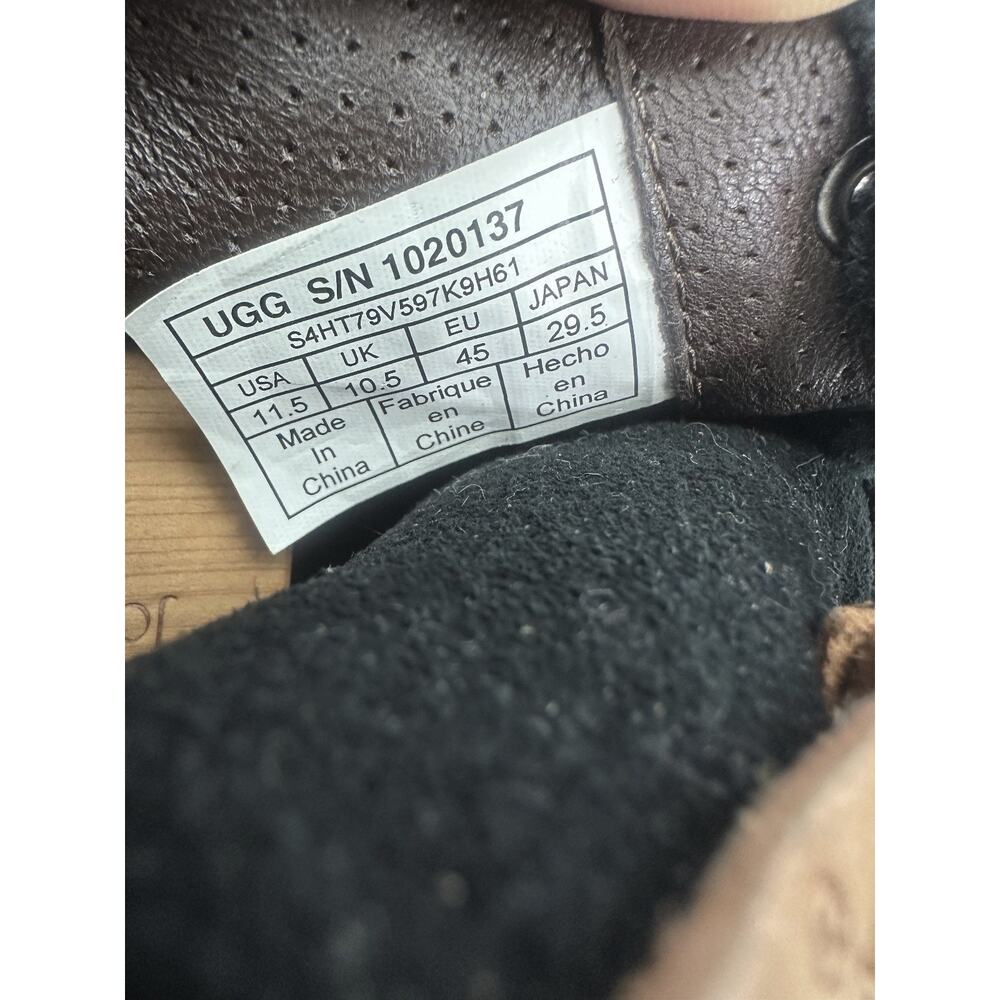 UGG S/N 1020137
S4HT79V597K9H61
USA UK EU JAPAN
11.5 10.5 45 29.5
Made In China
Fabrique en Chine
Hecho en China